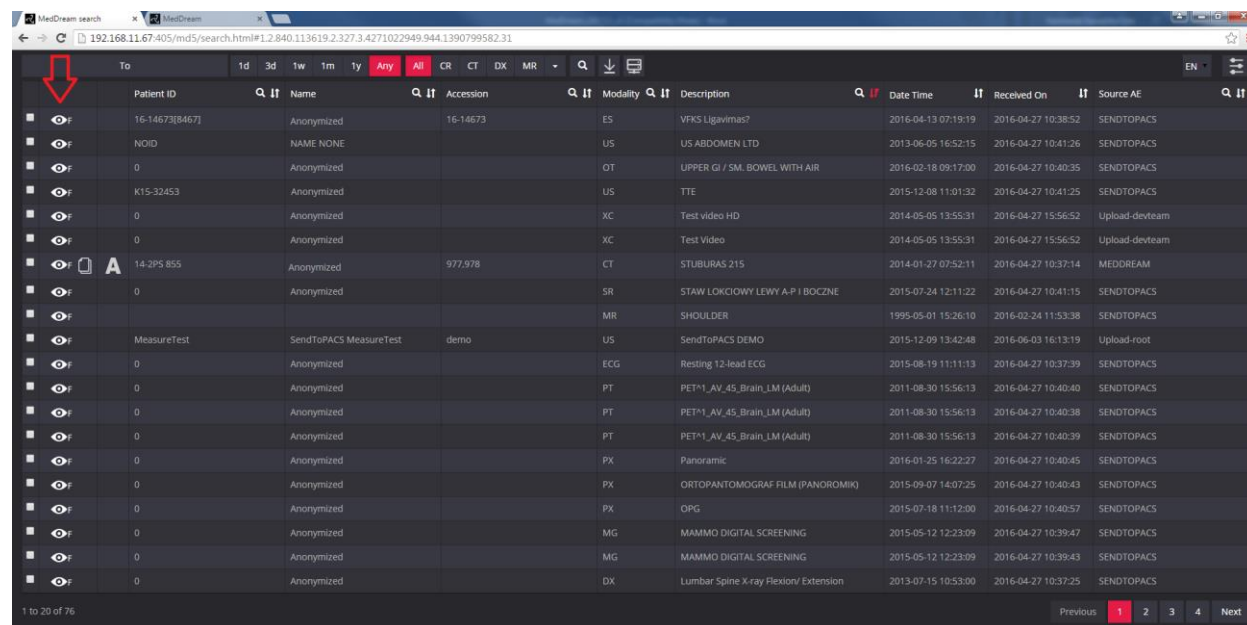 MedDream search MedDream
192.168.11.67:405/md5/search.html#1.2.840.113619.2.327.3.4271022949.944.1390799582.31
To 1d 3d 1w 1m 1y Any All CR CT DX MR EN
Patient ID Name Accession Modality Description Date Time Received On Source AE
F 16-14673[8467] Anonymized 16-14673 ES VFKS Ligavimas? 2016-04-13 07:19:19 2016-04-27 10:38:52 SENDTOPACS
F NOID NAME NONE US US ABDOMEN LTD 2013-06-05 16:52:15 2016-04-27 10:41:26 SENDTOPACS
F 0 Anonymized OT UPPER GI / SM. BOWEL WITH AIR 2016-02-18 09:17:00 2016-04-27 10:40:35 SENDTOPACS
F K15-32453 Anonymized US TTE 2015-12-08 11:01:32 2016-04-27 10:41:25 SENDTOPACS
F 0 Anonymized XC Test video HD 2014-05-05 13:55:31 2016-04-27 15:56:52 Upload-devteam
F 0 Anonymized XC Test Video 2014-05-05 13:55:31 2016-04-27 15:56:52 Upload-devteam
F A 14-2PS 855 Anonymized 977,978 CT STUBURAS 215 2014-01-27 07:52:11 2016-04-27 10:37:14 MEDDREAM
F 0 Anonymized SR STAW LOKCIOWY LEWY A-P I BOCZNE 2015-07-24 12:11:22 2016-04-27 10:41:15 SENDTOPACS
F MR SHOULDER 1995-05-01 15:26:10 2016-02-24 11:53:38 SENDTOPACS
F MeasureTest SendToPACS MeasureTest demo US SendToPACS DEMO 2015-12-09 13:42:48 2016-06-03 16:13:19 Upload-root
F 0 Anonymized ECG Resting 12-lead ECG 2015-08-19 11:11:13 2016-04-27 10:37:39 SENDTOPACS
F 0 Anonymized PT PET^1_AV_45_Brain_LM (Adult) 2011-08-30 15:56:13 2016-04-27 10:40:40 SENDTOPACS
F 0 Anonymized PT PET^1_AV_45_Brain_LM (Adult) 2011-08-30 15:56:13 2016-04-27 10:40:38 SENDTOPACS
F 0 Anonymized PT PET^1_AV_45_Brain_LM (Adult) 2011-08-30 15:56:13 2016-04-27 10:40:39 SENDTOPACS
F 0 Anonymized PX Panoramic 2016-01-25 16:22:27 2016-04-27 10:40:45 SENDTOPACS
F 0 Anonymized PX ORTOPANTOMOGRAF FILM (PANOROMIK) 2015-09-07 14:07:25 2016-04-27 10:40:43 SENDTOPACS
F 0 Anonymized PX OPG 2015-07-18 11:12:00 2016-04-27 10:40:57 SENDTOPACS
F 0 Anonymized MG MAMMO DIGITAL SCREENING 2015-05-12 12:23:09 2016-04-27 10:39:47 SENDTOPACS
F 0 Anonymized MG MAMMO DIGITAL SCREENING 2015-05-12 12:23:09 2016-04-27 10:39:43 SENDTOPACS
F 0 Anonymized DX Lumbar Spine X-ray Flexion/ Extension 2013-07-15 10:53:00 2016-04-27 10:37:25 SENDTOPACS
1 to 20 of 76 Previous 1 2 3 4 Next